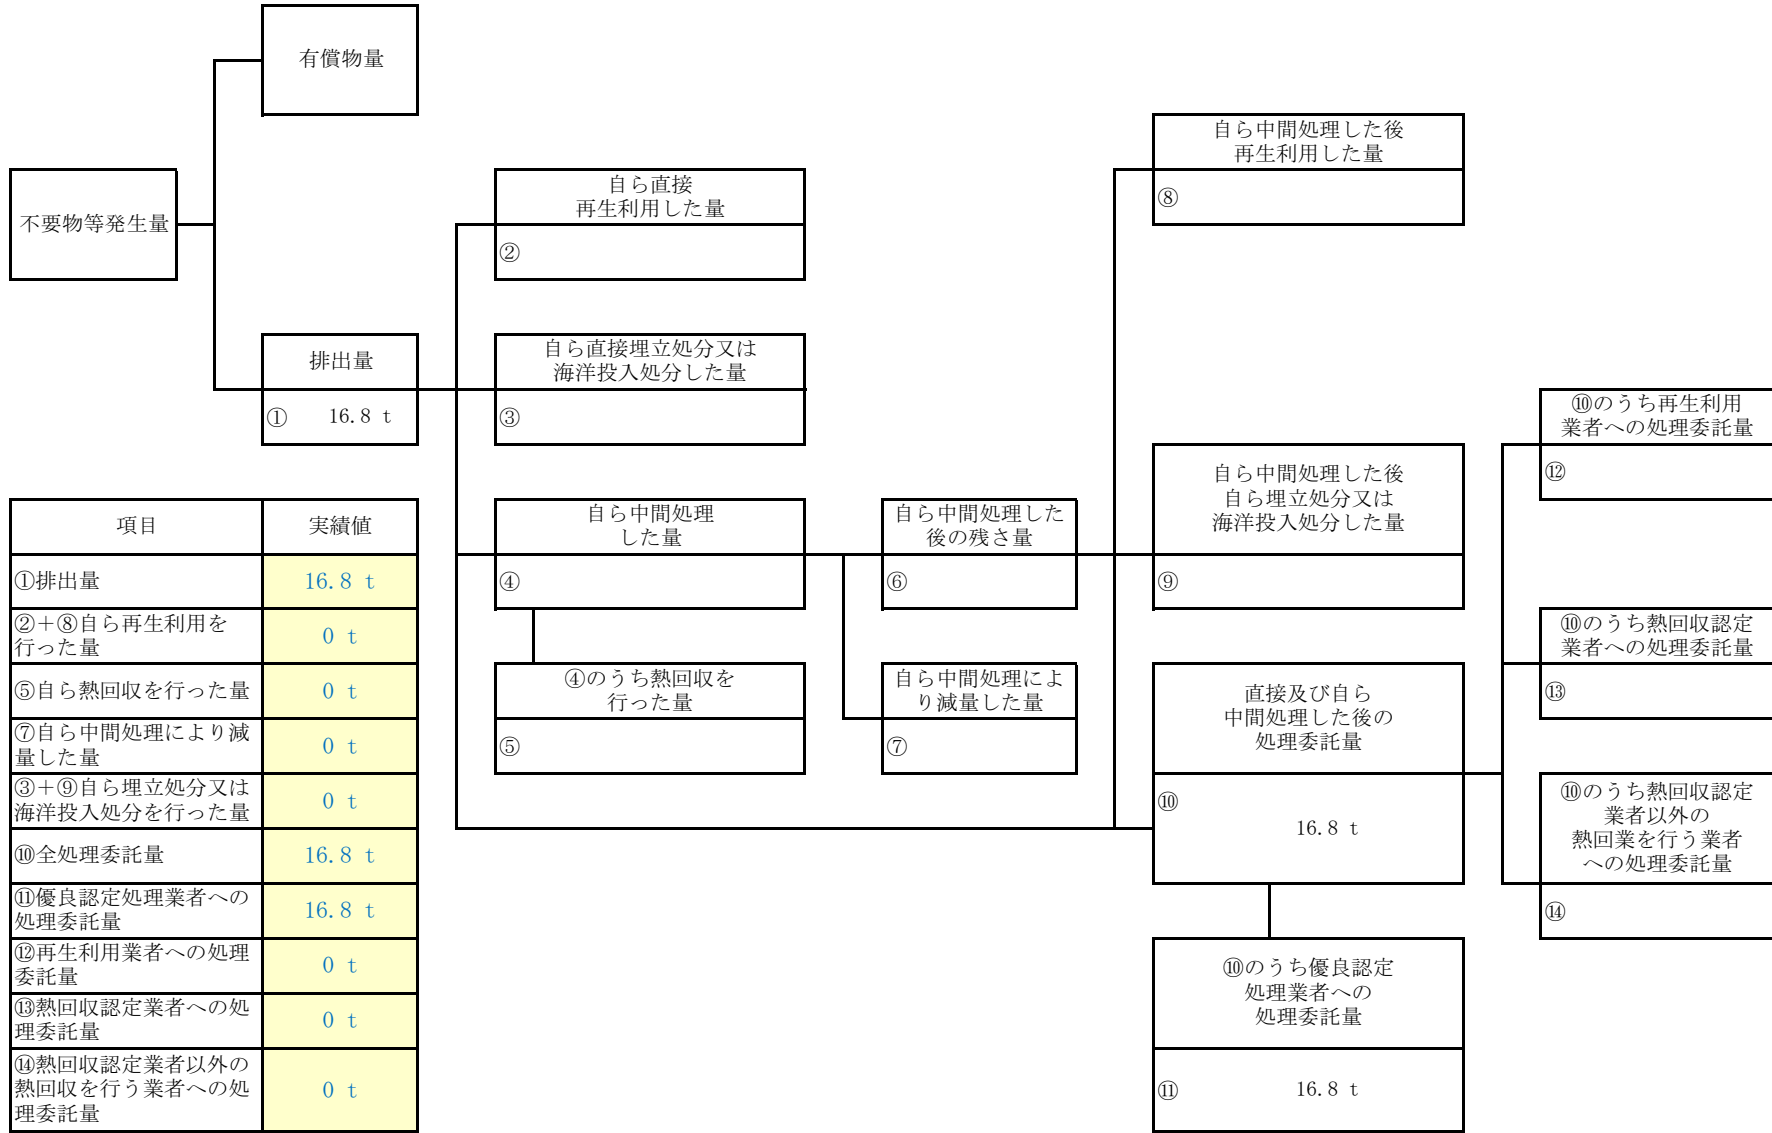 有償物量
不要物等発生量
排出量
① 16.8 t
自ら直接
再生利用した量
②
自ら直接埋立処分又は
海洋投入処分した量
③
自ら中間処理
した量
④
④のうち熱回収を
行った量
⑤
自ら中間処理した
後の残さ量
⑥
自ら中間処理によ
り減量した量
⑦
自ら中間処理した後
再生利用した量
⑧
自ら中間処理した後
自ら埋立処分又は
海洋投入処分した量
⑨
直接及び自ら
中間処理した後の
処理委託量
⑩
16.8 t
⑩のうち優良認定
処理業者への
処理委託量
⑪ 16.8 t
⑩のうち再生利用
業者への処理委託量
⑫
⑩のうち熱回収認定
業者への処理委託量
⑬
⑩のうち熱回収認定
業者以外の
熱回業を行う業者
への処理委託量
⑭
項目 実績値
①排出量 16.8 t
②+⑧自ら再生利用を
行った量 0 t
⑤自ら熱回収を行った量 0 t
⑦自ら中間処理により減
量した量 0 t
③+⑨自ら埋立処分又は
海洋投入処分を行った量 0 t
⑩全処理委託量 16.8 t
⑪優良認定処理業者への
処理委託量 16.8 t
⑫再生利用業者への処理
委託量 0 t
⑬熱回収認定業者への処
理委託量 0 t
⑭熱回収認定業者以外の
熱回収を行う業者への処
理委託量 0 t